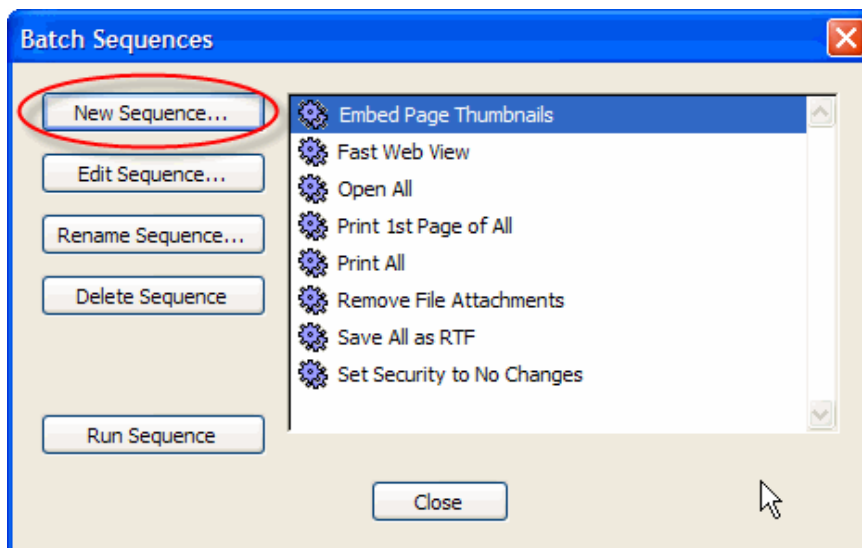 Batch Sequences
New Sequence...
Edit Sequence...
Rename Sequence...
Delete Sequence
Run Sequence
Embed Page Thumbnails
Fast Web View
Open All
Print 1st Page of All
Print All
Remove File Attachments
Save All as RTF
Set Security to No Changes
Close